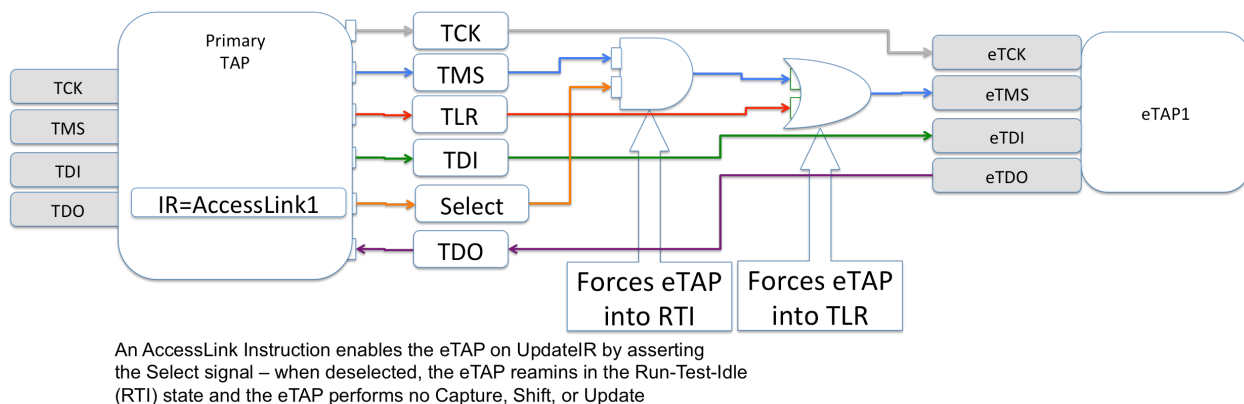 Primary
TAP
TCK
TMS
TDI
TDO
IR=AccessLink1
TCK
TMS
TLR
TDI
Select
TDO
Forces eTAP
into RTI
Forces eTAP
into TLR
eTCK
eTMS
eTDI
eTDO
eTAP1
An AccessLink Instruction enables the eTAP on UpdateIR by asserting
the Select signal – when deselected, the eTAP reamins in the Run-Test-Idle
(RTI) state and the eTAP performs no Capture, Shift, or Update